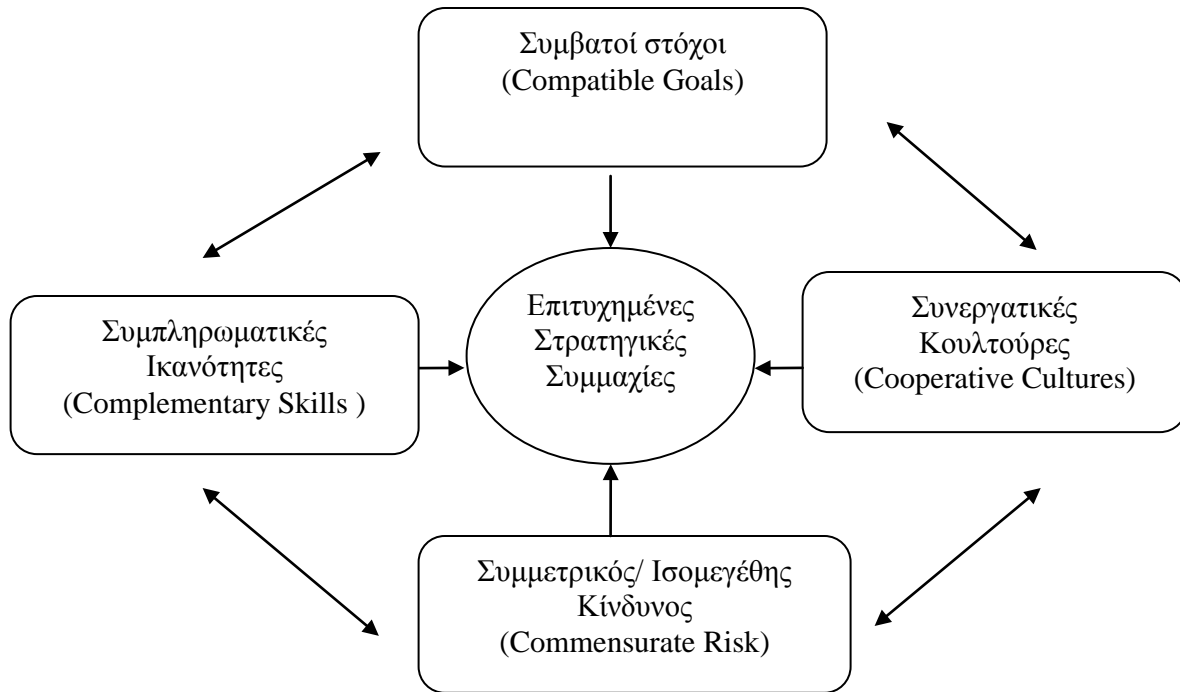 Συμβατοί στόχοι
(Compatible Goals)
Συμπληρωματικές
Ικανότητες
(Complementary Skills )
Επιτυχημένες
Στρατηγικές
Συμμαχίες
Συνεργατικές
Κουλτούρες
(Cooperative Cultures)
Συμμετρικός/ Ισομεγέθης
Κίνδυνος
(Commensurate Risk)